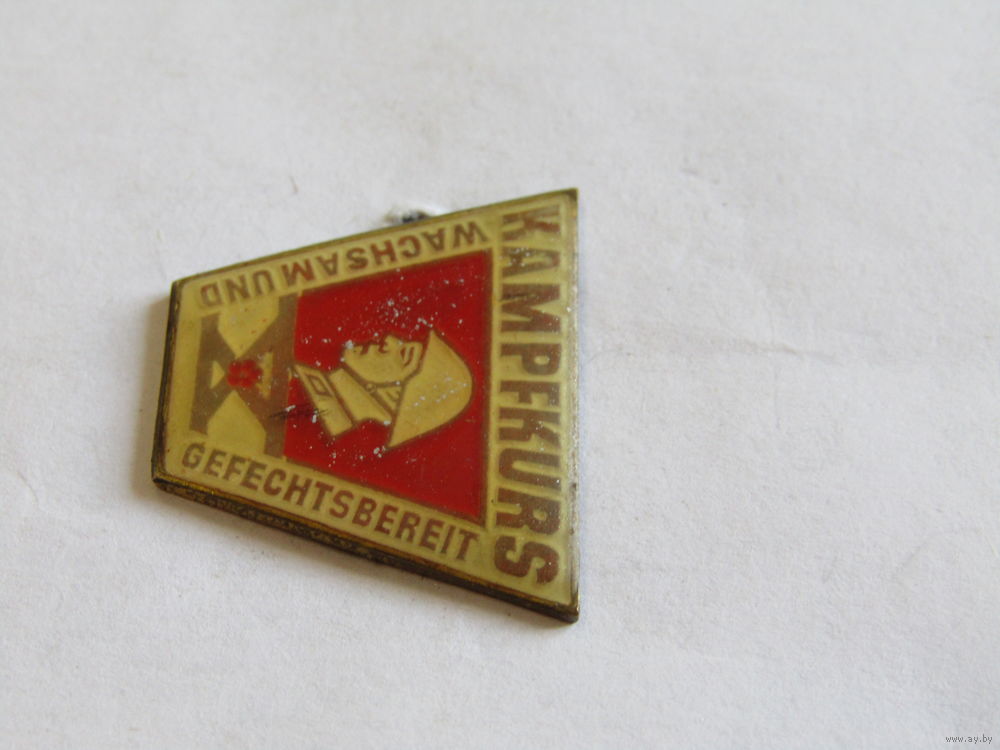 KAMPFKURS
WACHSAM UND
GEFECHTSBEREIT
X
www.ay.by